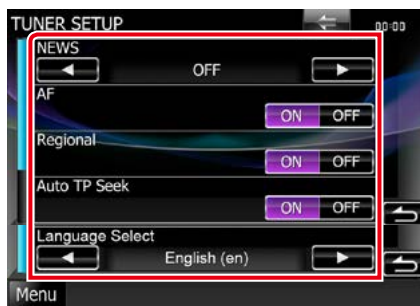 TUNER SETUP 00:00
NEWS
OFF
AF
ON OFF
Regional
ON OFF
Auto TP Seek
ON OFF
Language Select
English (en)
Menu